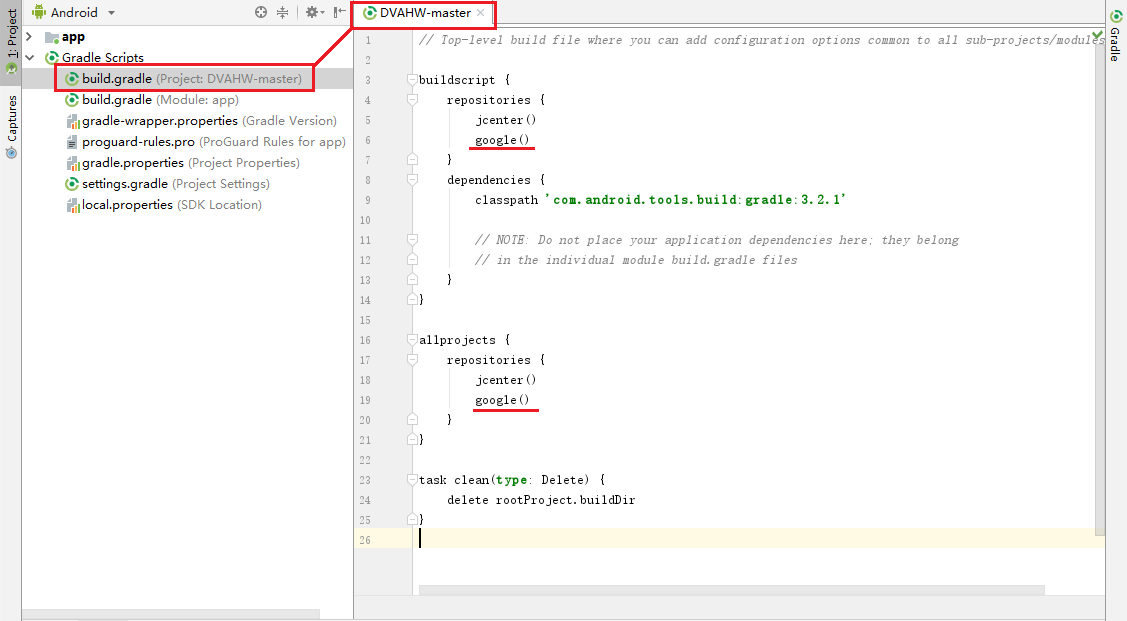 1: Project
Captures
Android
app
Gradle Scripts
build.gradle (Project: DVAHW-master)
build.gradle (Module: app)
gradle-wrapper.properties (Gradle Version)
proguard-rules.pro (ProGuard Rules for app)
gradle.properties (Project Properties)
settings.gradle (Project Settings)
local.properties (SDK Location)
DVAHW-master
1 // Top-level build file where you can add configuration options common to all sub-projects/modules
2
3 buildscript {
4 repositories {
5 jcenter()
6 google()
7 }
8 dependencies {
9 classpath 'com.android.tools.build:gradle:3.2.1'
10
11 // NOTE: Do not place your application dependencies here; they belong
12 // in the individual module build.gradle files
13 }
14 }
15
16 allprojects {
17 repositories {
18 jcenter()
19 google()
20 }
21 }
22
23 task clean(type: Delete) {
24 delete rootProject.buildDir
25 }
26
Gradle